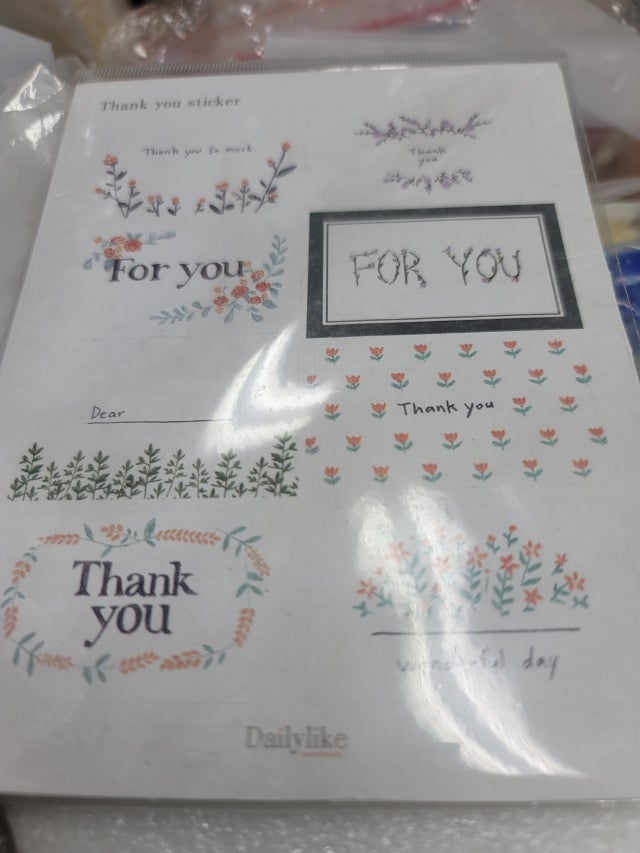 Thank you sticker
Thank you so much.
Thank
you
For you
FOR YOU
Dear
Thank you
Thank
you
wonderful day
Dailylike